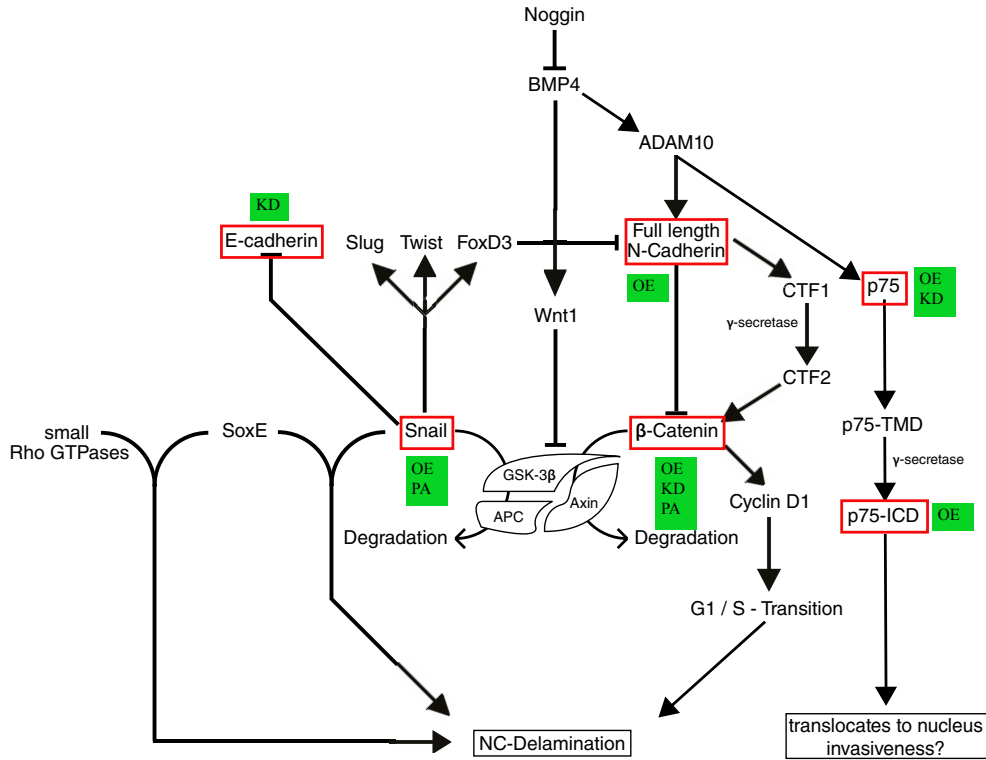 Noggin
BMP4
ADAM10
KD
E-cadherin
Slug
Twist
FoxD3
Full length
N-Cadherin
OE
CTF1
p75
OE
KD
Wnt1
γ-secretase
CTF2
small
Rho GTPases
SoxE
Snail
OE
PA
β-Catenin
OE
KD
PA
p75-TMD
γ-secretase
GSK-3β
APC
Axin
Cyclin D1
p75-ICD
OE
Degradation
Degradation
G1 / S - Transition
NC-Delamination
translocates to nucleus
invasiveness?